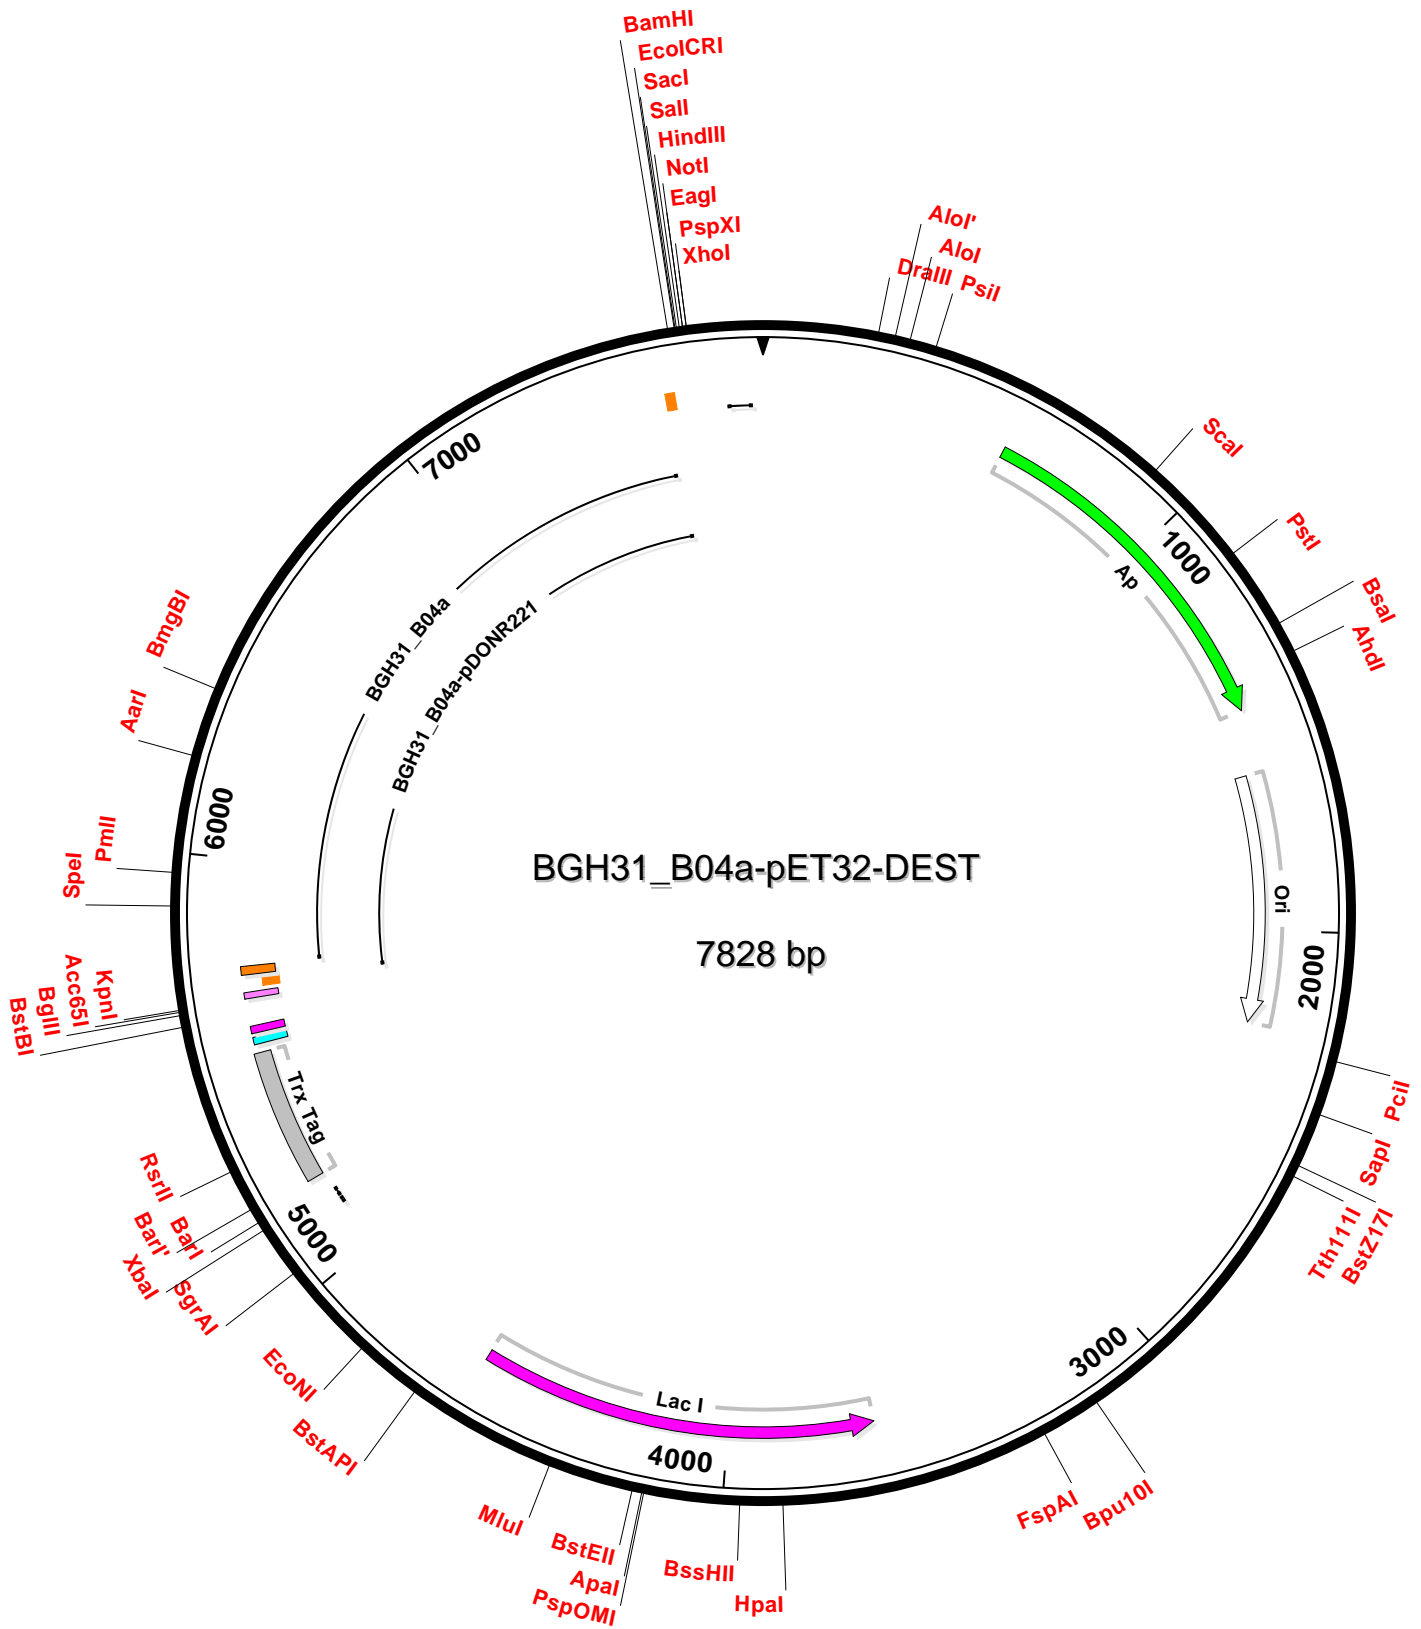 BamHI
EcoICRI
SacI
SalI
HindIII
NotI
EagI
PspXI
XhoI
AloI'
AloI
DraIII
PsiI
ScaI
PstI
BsaI
AhdI
PciI
SapI
Tth111I
BstZ17I
Bpu10I
FspAI
HpaI
BssHII
PspOMI
ApaI
BstEII
MluI
BstAPI
EcoNI
SgrAI
XbaI
BarI
BarI'
RsrII
BstBI
BglII
Acc65I
KpnI
SpeI
PmlI
AarI
BmgBI
1000
2000
3000
4000
5000
6000
7000
Ap
Ori
Lac I
Trx Tag
BGH31_B04a
BGH31_B04a-pDONR221
BGH31_B04a-pET32-DEST
7828 bp